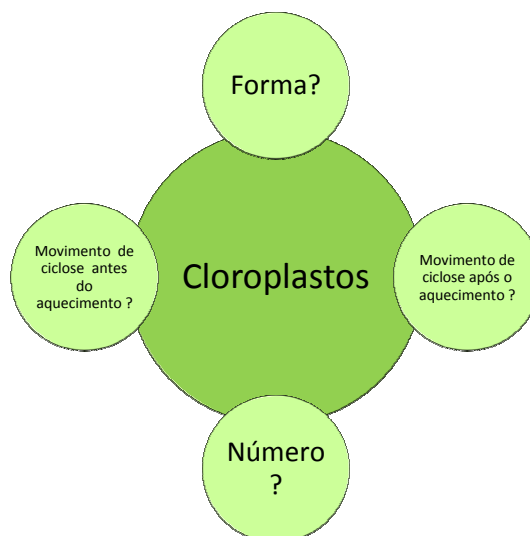 Forma?
Movimento de
ciclose antes
do
aquecimento ?
Cloroplastos
Movimento de
ciclose após o
aquecimento ?
Número
?